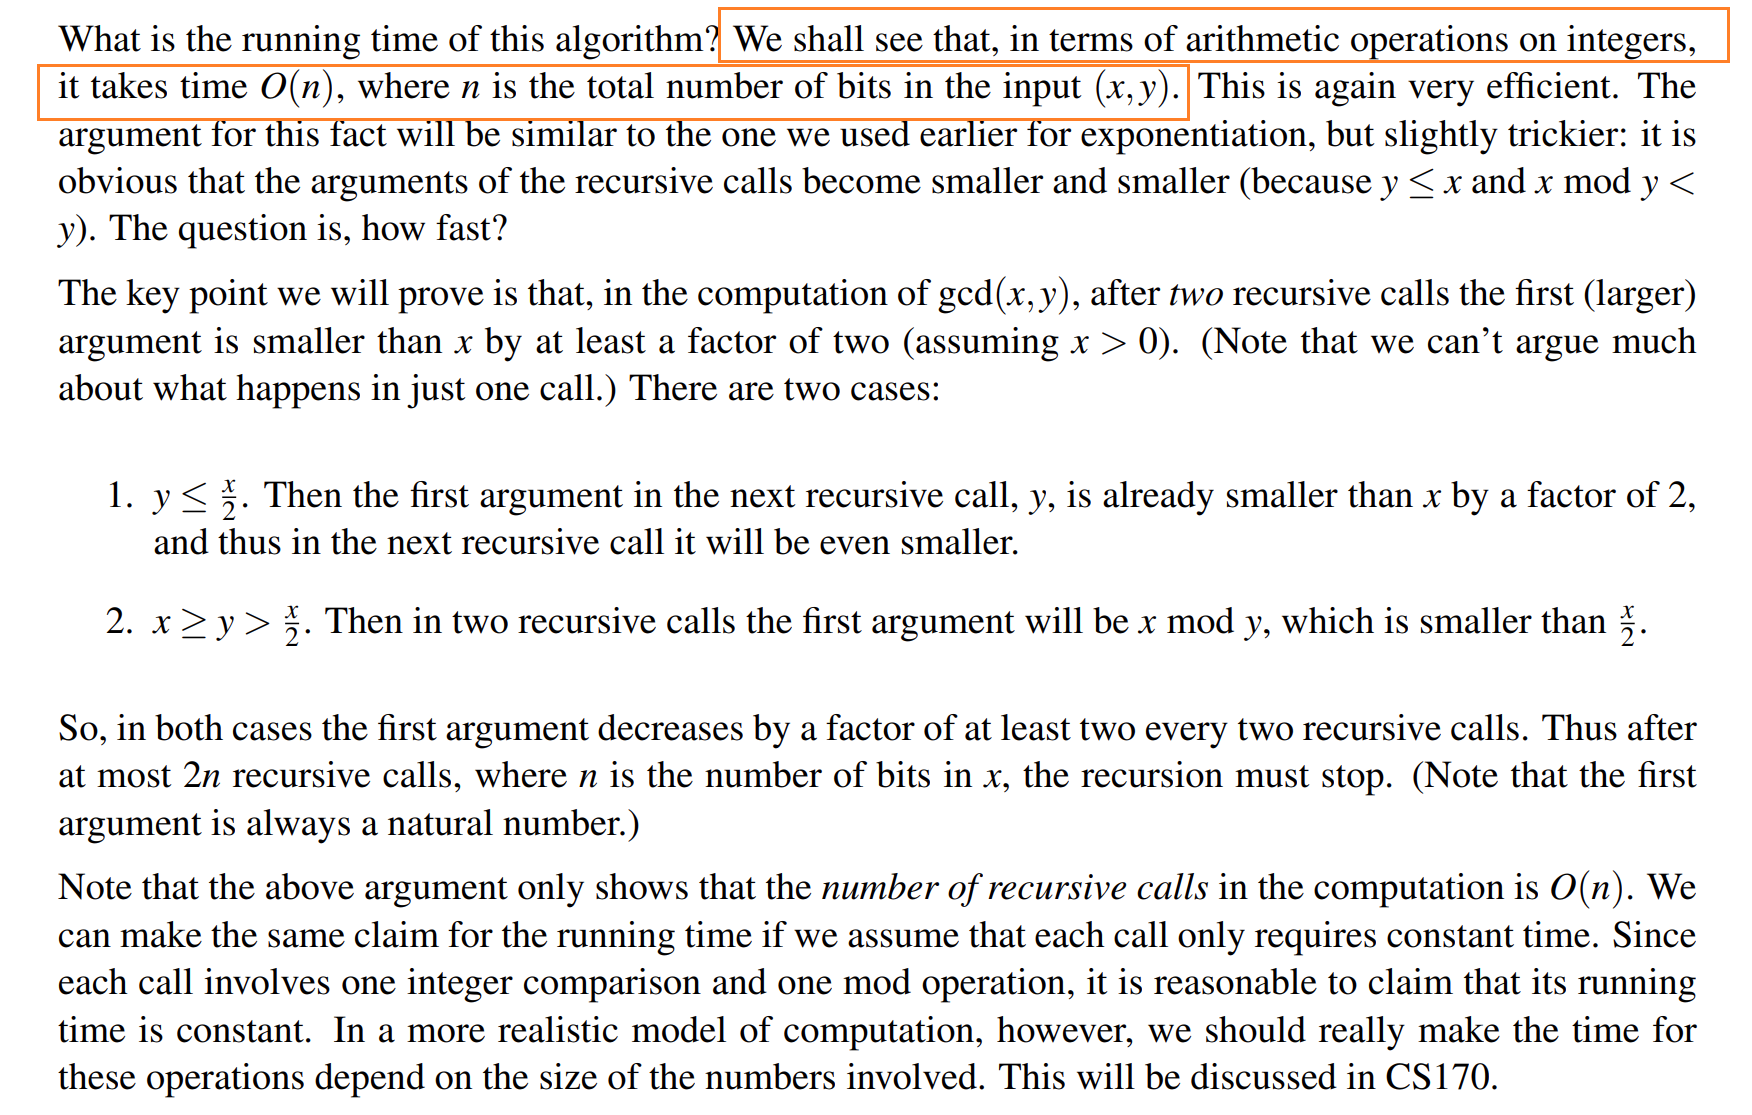 What is the running time of this algorithm? We shall see that, in terms of arithmetic operations on integers,
it takes time O(n), where n is the total number of bits in the input (x,y). This is again very efficient. The
argument for this fact will be similar to the one we used earlier for exponentiation, but slightly trickier: it is
obvious that the arguments of the recursive calls become smaller and smaller (because y ≤ x and x mod y <
y). The question is, how fast?
The key point we will prove is that, in the computation of gcd(x,y), after two recursive calls the first (larger)
argument is smaller than x by at least a factor of two (assuming x > 0). (Note that we can't argue much
about what happens in just one call.) There are two cases:
1. y ≤ x/2. Then the first argument in the next recursive call, y, is already smaller than x by a factor of 2,
and thus in the next recursive call it will be even smaller.
2. x ≥ y > x/2. Then in two recursive calls the first argument will be x mod y, which is smaller than x/2.
So, in both cases the first argument decreases by a factor of at least two every two recursive calls. Thus after
at most 2n recursive calls, where n is the number of bits in x, the recursion must stop. (Note that the first
argument is always a natural number.)
Note that the above argument only shows that the number of recursive calls in the computation is O(n). We
can make the same claim for the running time if we assume that each call only requires constant time. Since
each call involves one integer comparison and one mod operation, it is reasonable to claim that its running
time is constant. In a more realistic model of computation, however, we should really make the time for
these operations depend on the size of the numbers involved. This will be discussed in CS170.